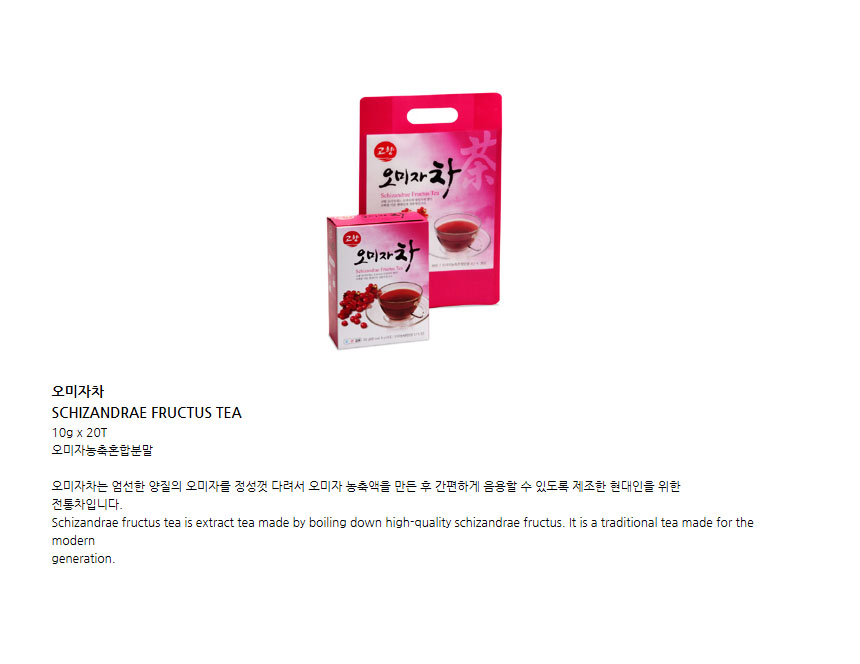 고향
茶
오미자차
Schizandrae Fructus Tea
고향
오미자차
Schizandrae Fructus Tea
오미자차
SCHIZANDRAE FRUCTUS TEA
10g x 20T
오미자농축혼합분말
오미자차는 엄선한 양질의 오미자를 정성껏 다려서 오미자 농축액을 만든 후 간편하게 음용할 수 있도록 제조한 현대인을 위한
전통차입니다.
Schizandrae fructus tea is extract tea made by boiling down high-quality schizandrae fructus. It is a traditional tea made for the
modern
generation.